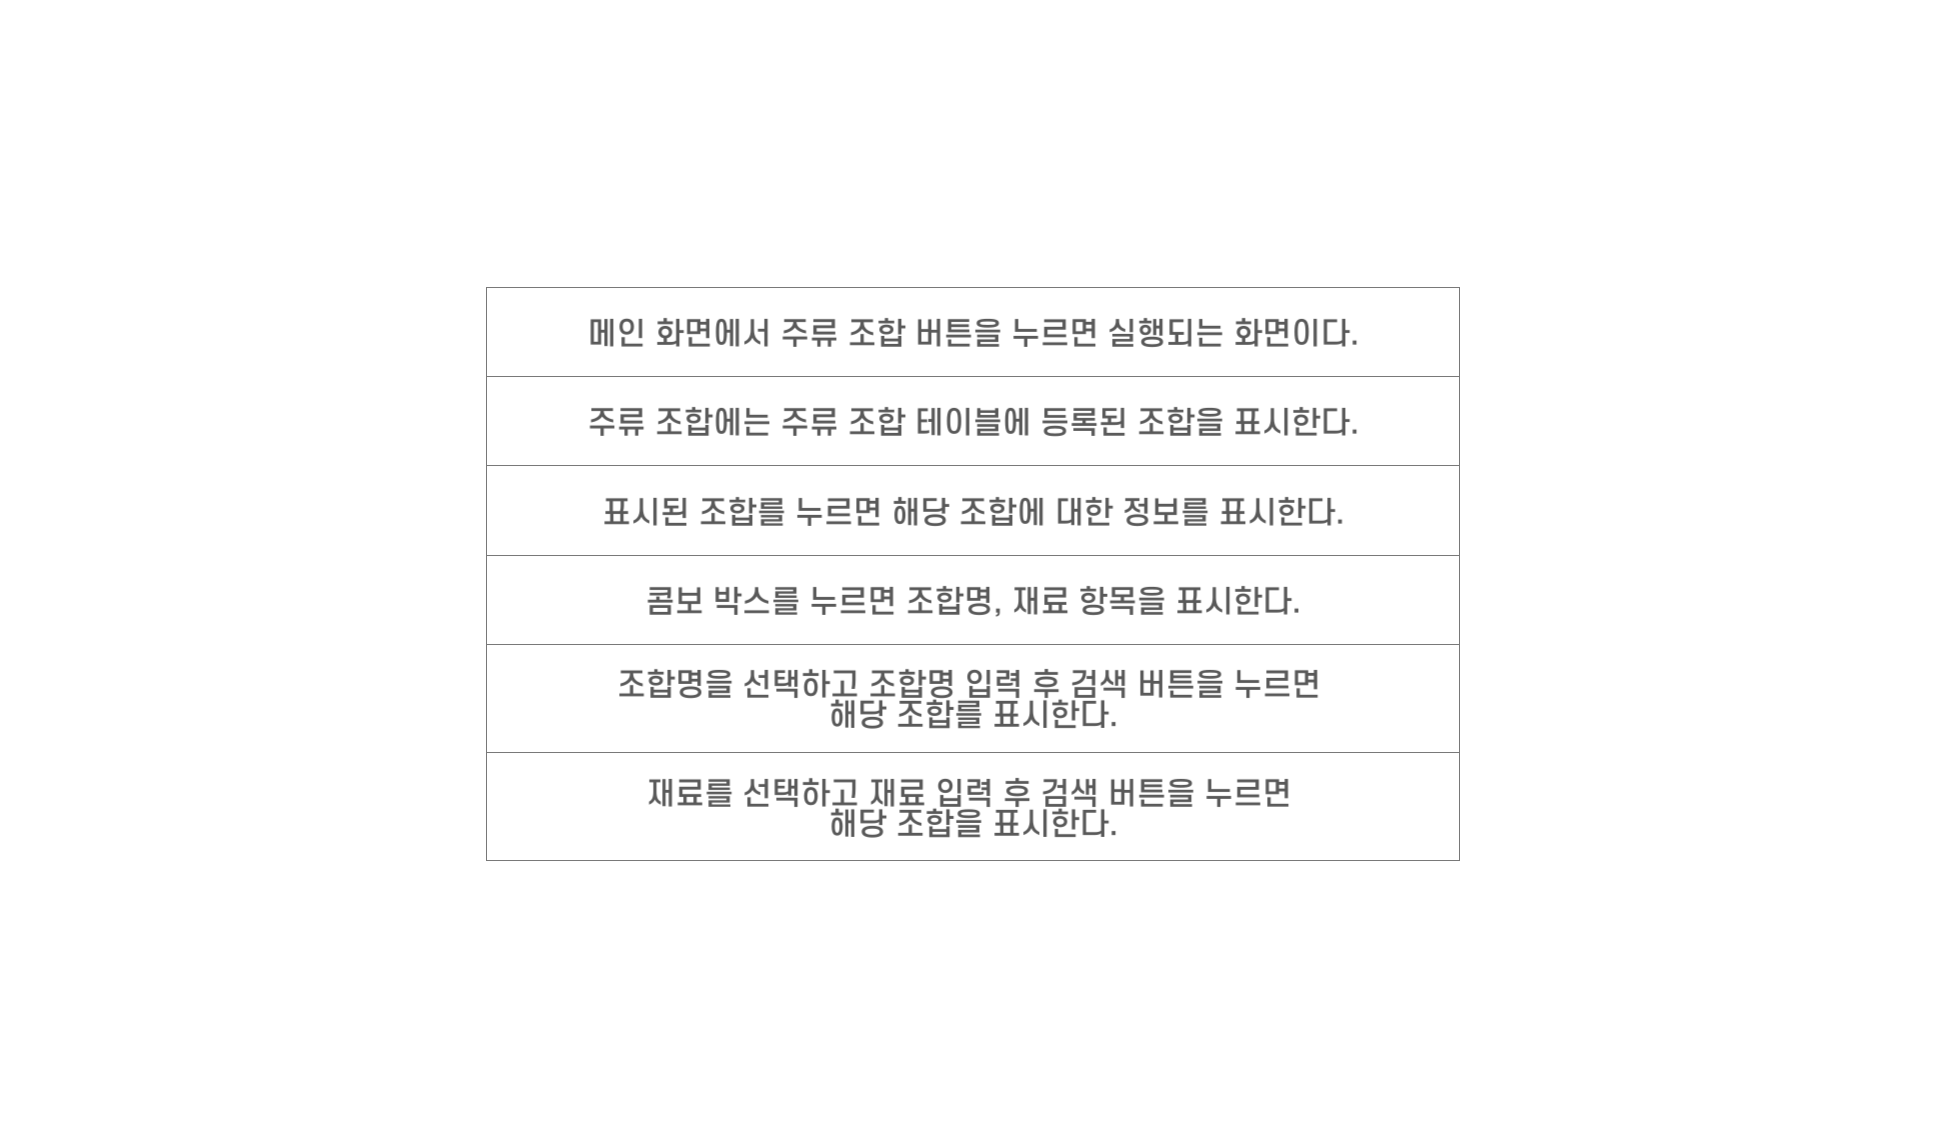 메인 화면에서 주류 조합 버튼을 누르면 실행되는 화면이다.
주류 조합에는 주류 조합 테이블에 등록된 조합을 표시한다.
표시된 조합를 누르면 해당 조합에 대한 정보를 표시한다.
콤보 박스를 누르면 조합명, 재료 항목을 표시한다.
조합명을 선택하고 조합명 입력 후 검색 버튼을 누르면
해당 조합를 표시한다.
재료를 선택하고 재료 입력 후 검색 버튼을 누르면
해당 조합을 표시한다.